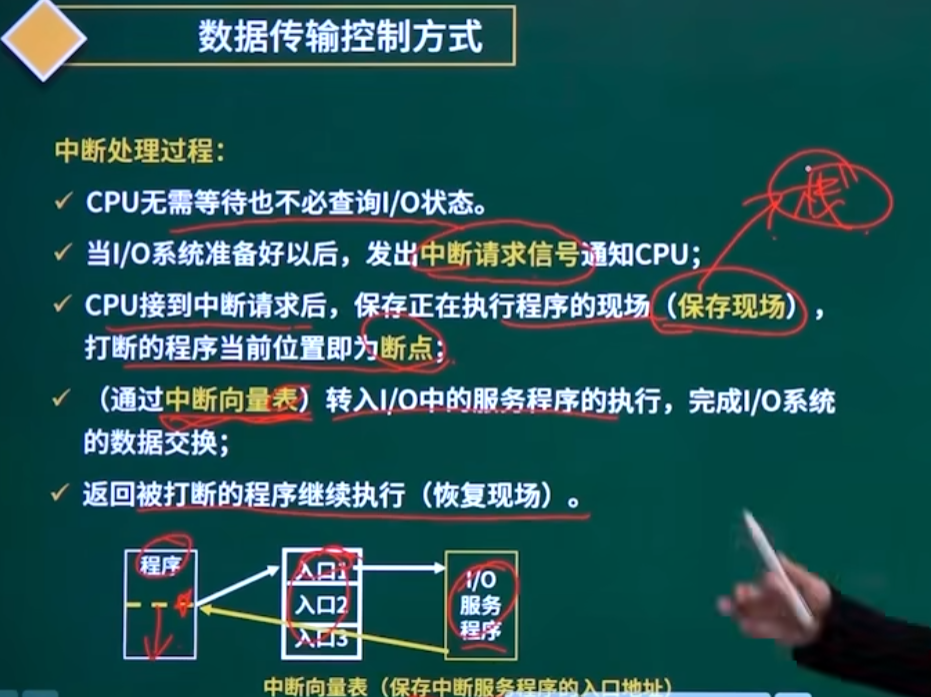 数据传输控制方式
中断处理过程：
✓ CPU无需等待也不必查询I/O状态。
✓ 当I/O系统准备好以后，发出中断请求信号通知CPU；
✓ CPU接到中断请求后，保存正在执行程序的现场（保存现场），
打断的程序当前位置即为断点；
✓ （通过中断向量表）转入I/O中的服务程序的执行，完成I/O系统
的数据交换；
✓ 返回被打断的程序继续执行（恢复现场）。
程序
入口1
入口2
入口3
I/O
服务
程序
中断向量表（保存中断服务程序的入口地址）